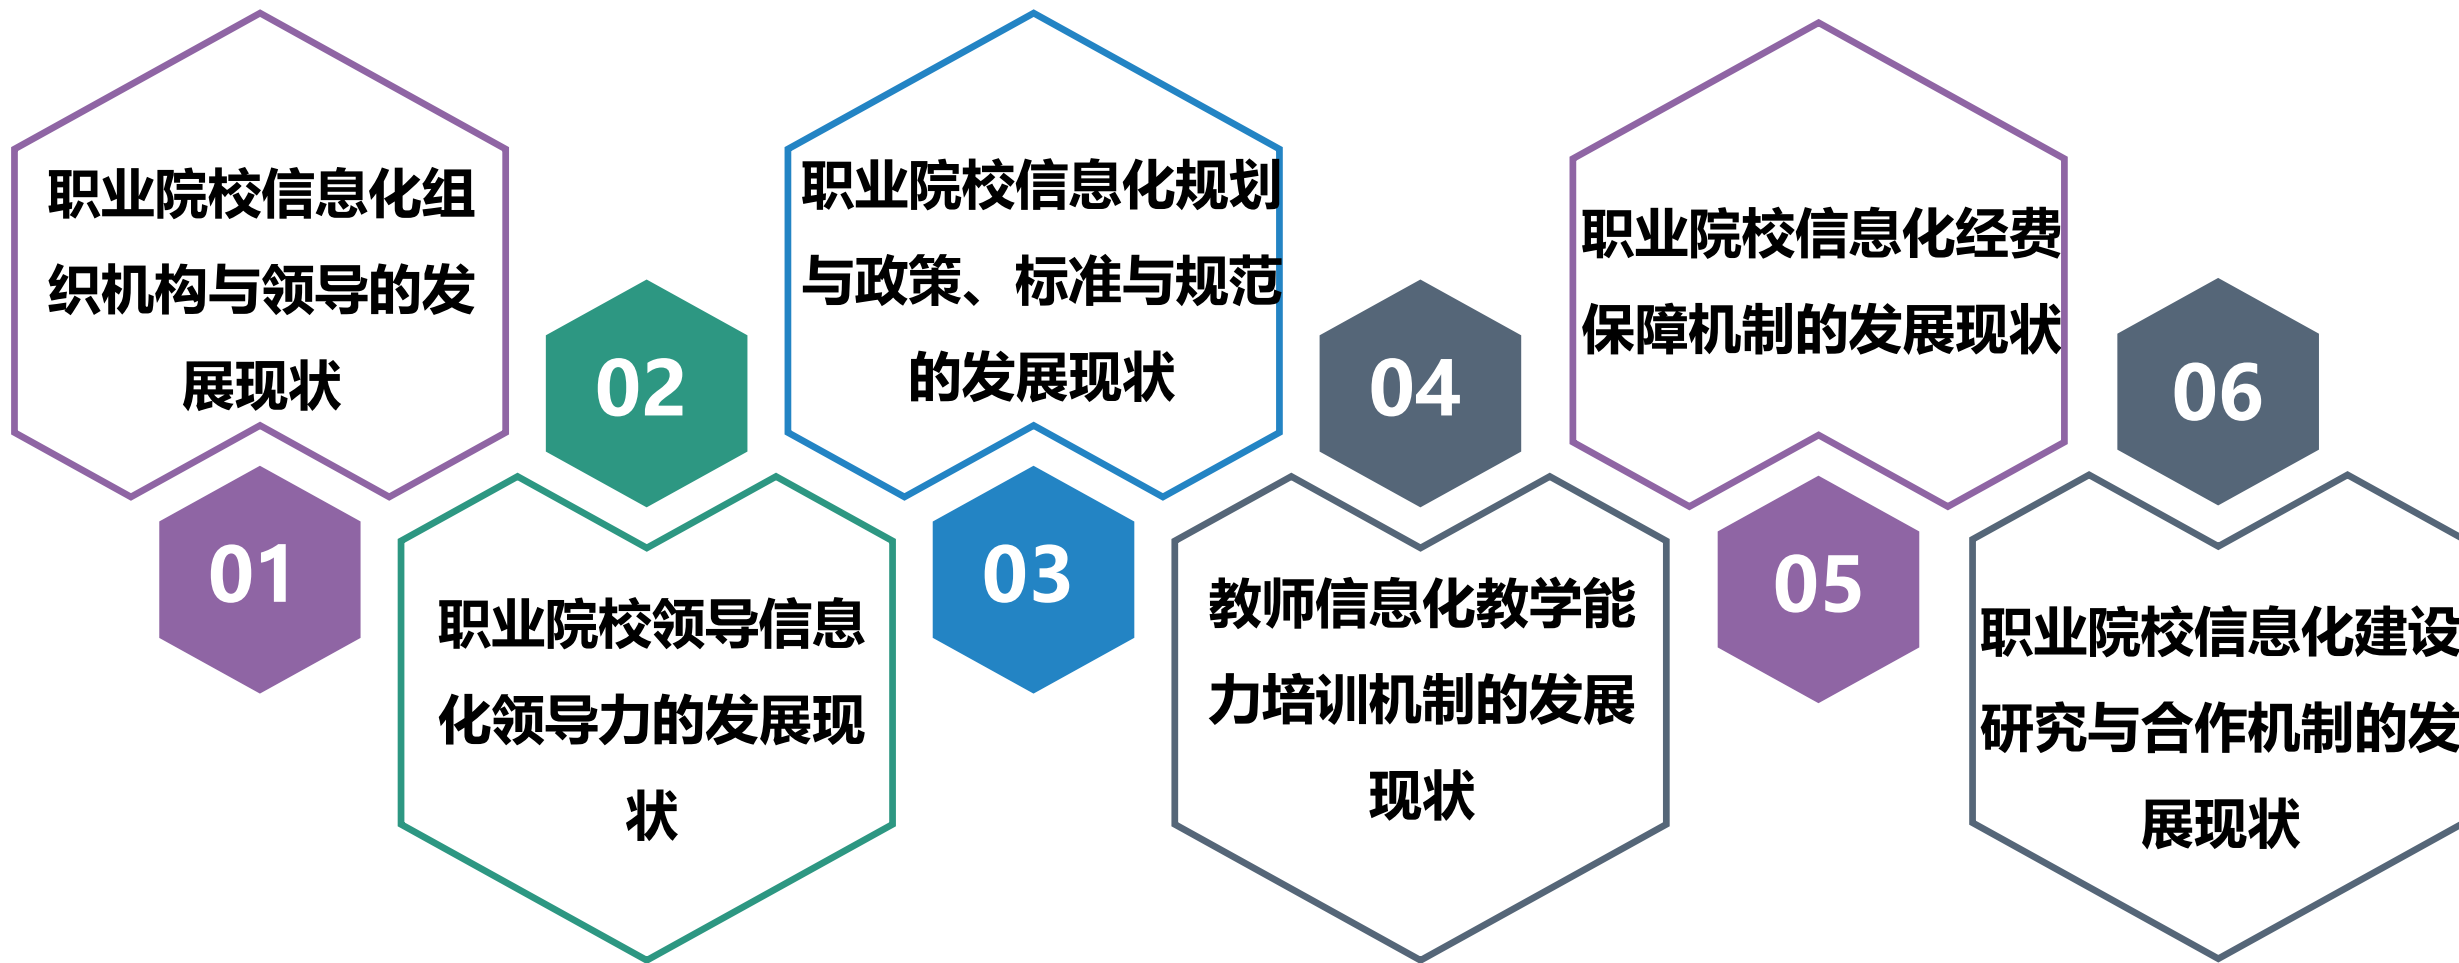 职业院校信息化组
织机构与领导的发
展现状
01
02
职业院校领导信息
化领导力的发展现
状
职业院校信息化规划
与政策、标准与规范
的发展现状
03
04
教师信息化教学能
力培训机制的发展
现状
职业院校信息化经费
保障机制的发展现状
05
06
职业院校信息化建设
研究与合作机制的发
展现状